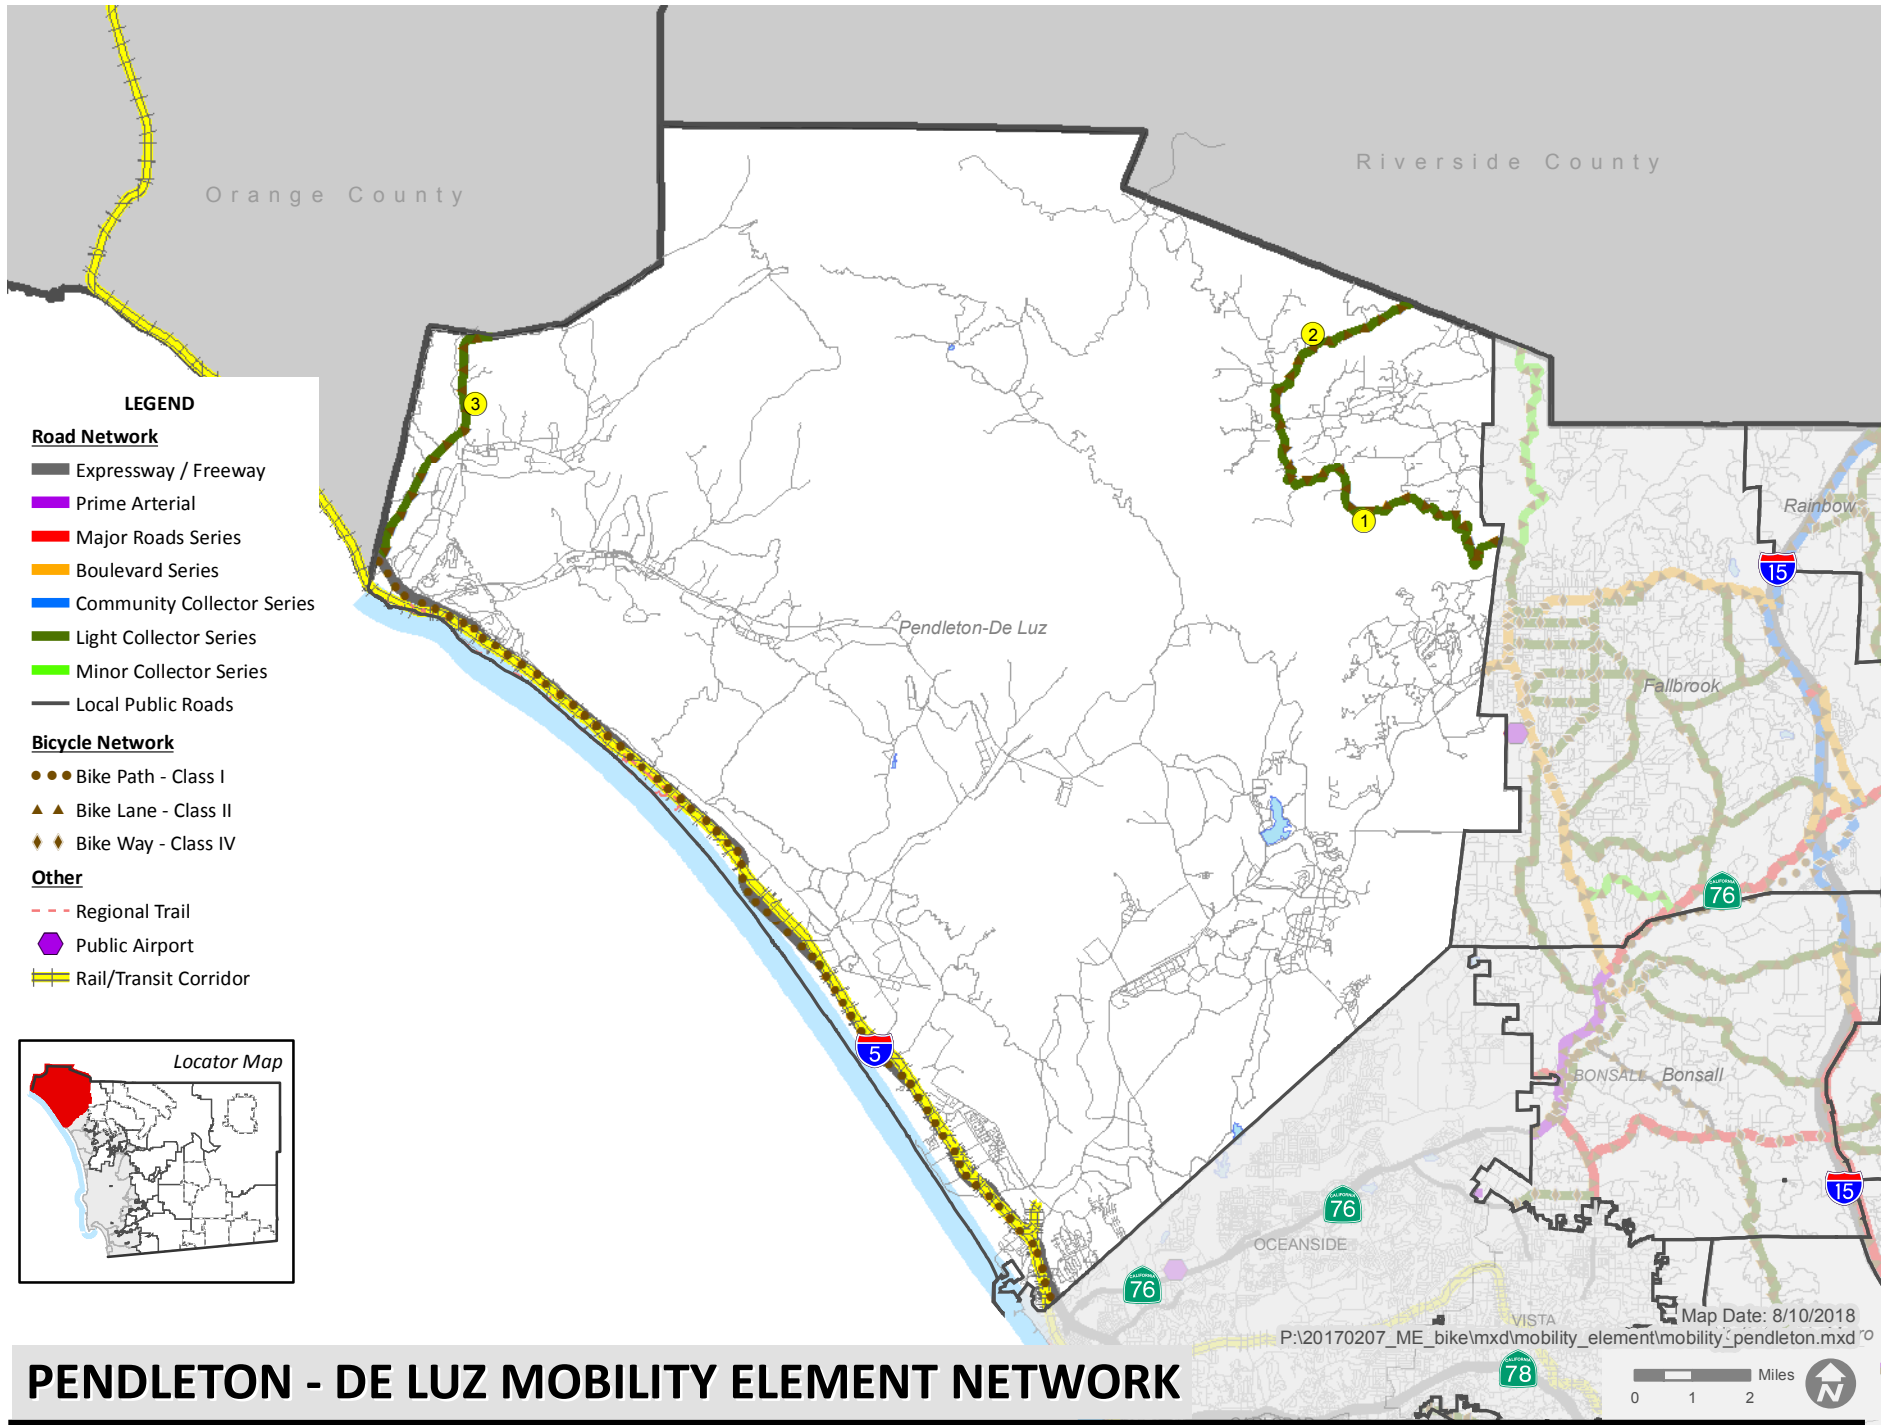 Orange County
Riverside County
2
3
1
LEGEND
Road Network
Expressway / Freeway
Prime Arterial
Major Roads Series
Boulevard Series
Community Collector Series
Light Collector Series
Minor Collector Series
Local Public Roads
Bicycle Network
Bike Path - Class I
Bike Lane - Class II
Bike Way - Class IV
Other
Regional Trail
Public Airport
Rail/Transit Corridor
Rainbow
15
Pendleton-De Luz
Fallbrook
CALIFORNIA
76
5
Locator Map
BONSALL
Bonsall
15
CALIFORNIA
76
OCEANSIDE
CALIFORNIA
76
VISTA
Map Date: 8/10/2018
P:\20170207_ME_bike\mxd\mobility_element\mobility_pendleton.mxd
CALIFORNIA
78
Miles
0 1 2
N
PENDLETON - DE LUZ MOBILITY ELEMENT NETWORK